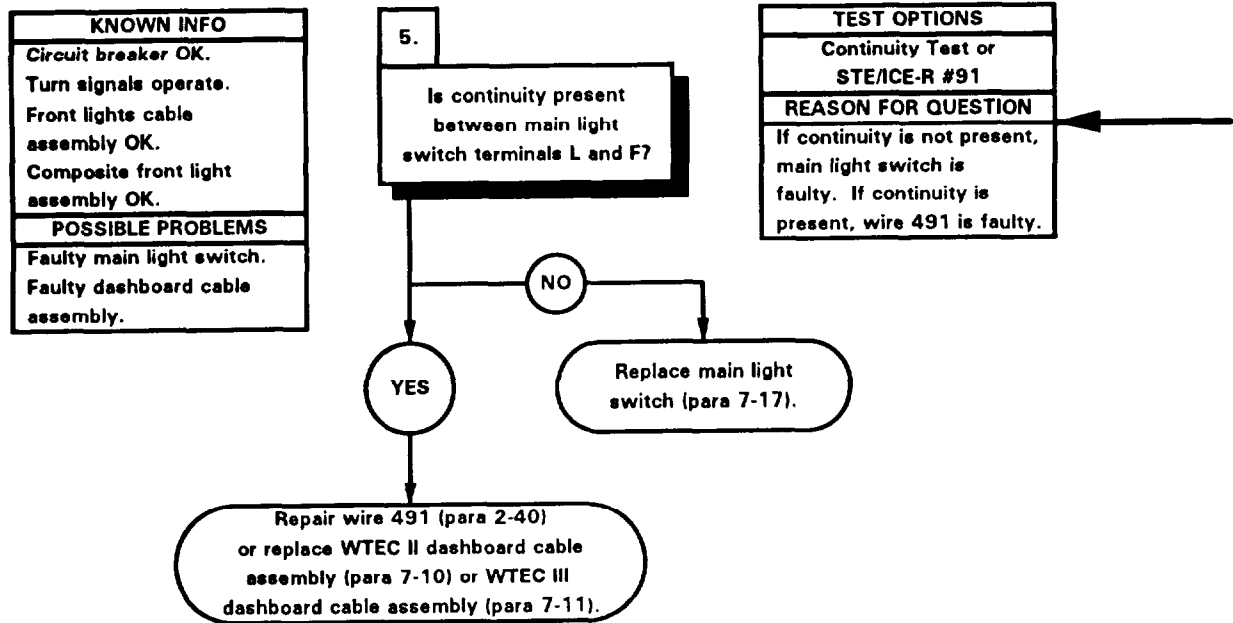 KNOWN INFO
Circuit breaker OK.
Turn signals operate.
Front lights cable
assembly OK.
Composite front light
assembly OK.
POSSIBLE PROBLEMS
Faulty main light switch.
Faulty dashboard cable
assembly.
5.
Is continuity present
between main light
switch terminals L and F?
TEST OPTIONS
Continuity Test or
STE/ICE-R #91
REASON FOR QUESTION
If continuity is not present,
main light switch is
faulty. If continuity is
present, wire 491 is faulty.
NO
YES
Replace main light
switch (para 7-17).
Repair wire 491 (para 2-40)
or replace WTEC II dashboard cable
assembly (para 7-10) or WTEC III
dashboard cable assembly (para 7-11).